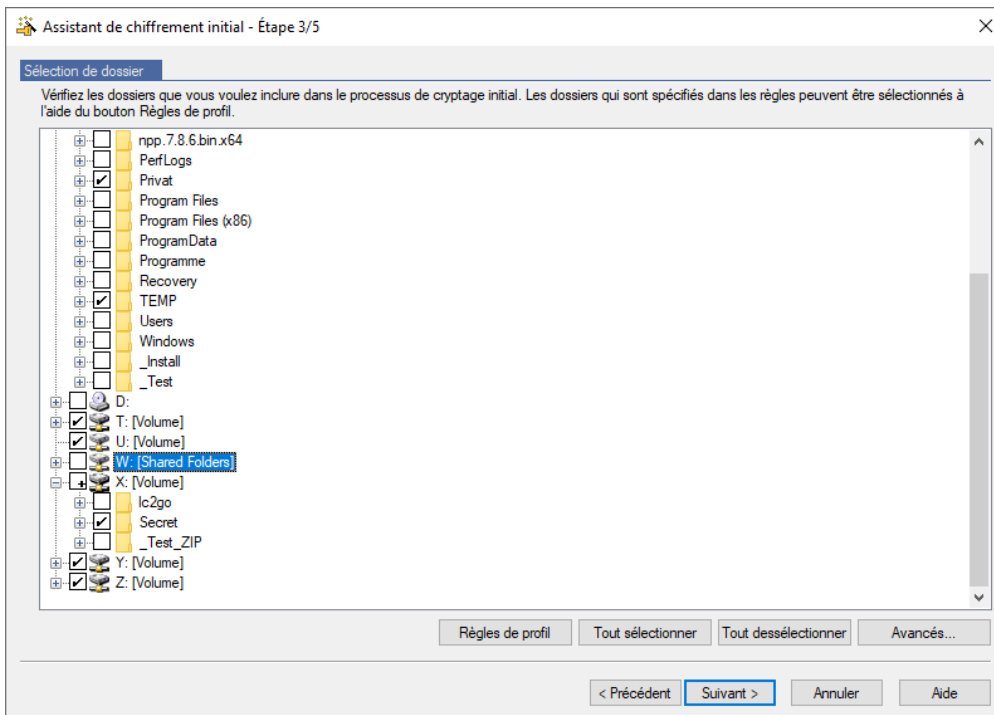 Assistant de chiffrement initial - Étape 3/5
Sélection de dossier
Vérifiez les dossiers que vous voulez inclure dans le processus de cryptage initial. Les dossiers qui sont spécifiés dans les règles peuvent être sélectionnés à
l'aide du bouton Règles de profil.
npp.7.8.6.bin.x64
PerfLogs
Privat
Program Files
Program Files (x86)
ProgramData
Programme
Recovery
TEMP
Users
Windows
_Install
_Test
D:
T: [Volume]
U: [Volume]
W: [Shared Folders]
X: [Volume]
lc2go
Secret
_Test_ZIP
Y: [Volume]
Z: [Volume]
Règles de profil Tout sélectionner Tout dessélectionner Avancés...
< Précédent Suivant > Annuler Aide